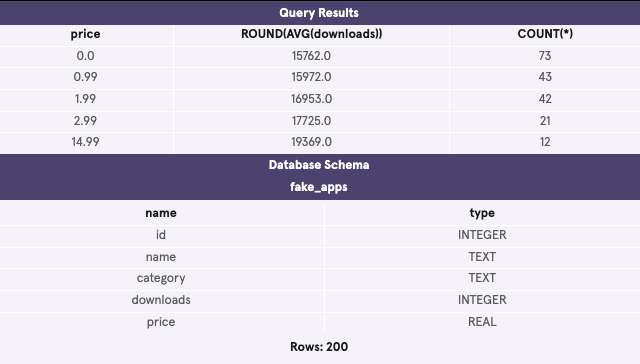 Query Results
price ROUND(AVG(downloads)) COUNT(*)
0.0 15762.0 73
0.99 15972.0 43
1.99 16953.0 42
2.99 17725.0 21
14.99 19369.0 12
Database Schema
fake_apps
name type
id INTEGER
name TEXT
category TEXT
downloads INTEGER
price REAL
Rows: 200